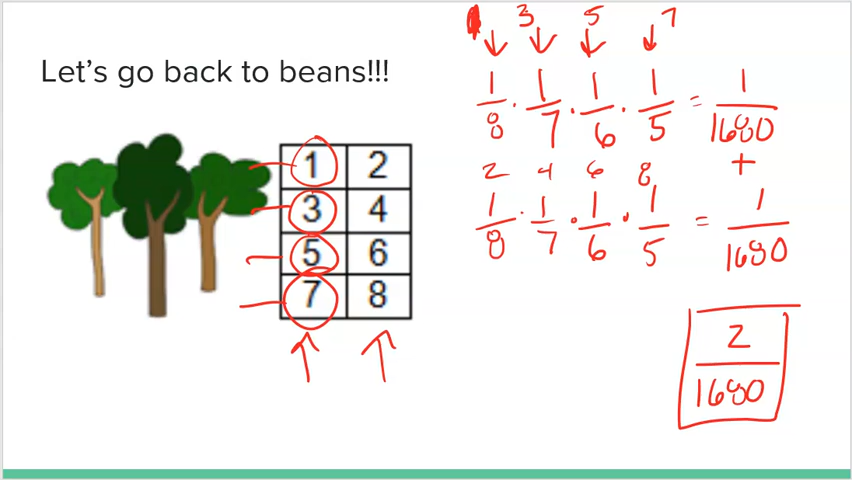 Let's go back to beans!!!
1 2
3 4
5 6
7 8
1 3 5 7
1/8 · 1/7 · 1/6 · 1/5 = 1/1680
+
2 4 6 8
1/8 · 1/7 · 1/6 · 1/5 = 1/1680
2/1680